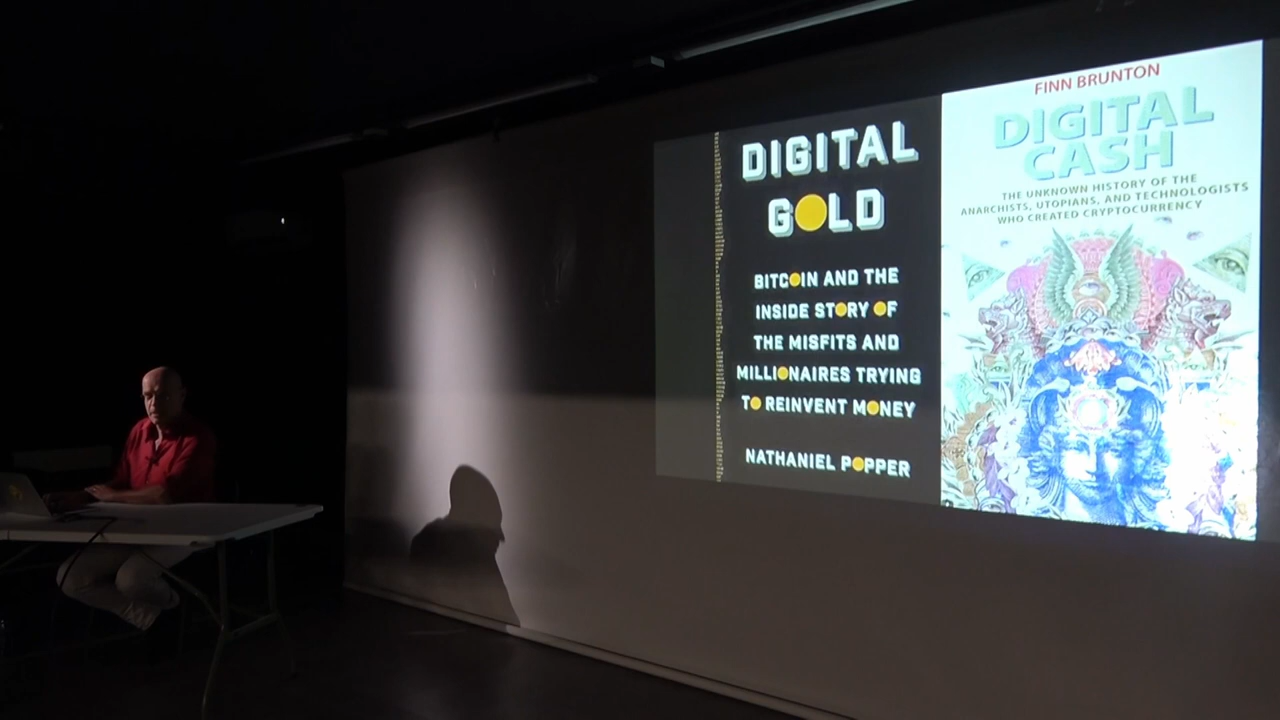 DIGITAL
GOLD
BITCOIN AND THE
INSIDE STORY OF
THE MISFITS AND
MILLIONAIRES TRYING
TO REINVENT MONEY
NATHANIEL POPPER
FINN BRUNTON
DIGITAL
CASH
THE UNKNOWN HISTORY OF THE
ANARCHISTS, UTOPIANS, AND TECHNOLOGISTS
WHO CREATED CRYPTOCURRENCY